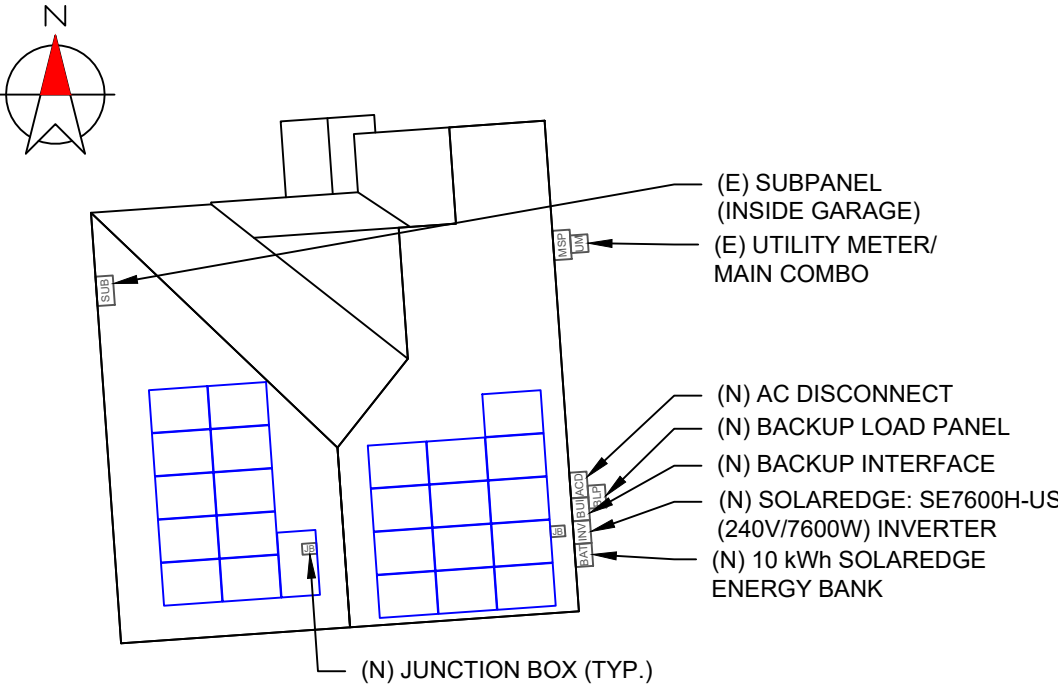 N
(E) SUBPANEL
(INSIDE GARAGE)
(E) UTILITY METER/
MAIN COMBO
MSP
UM
SUB
(N) AC DISCONNECT
(N) BACKUP LOAD PANEL
(N) BACKUP INTERFACE
(N) SOLAREDGE: SE7600H-US
(240V/7600W) INVERTER
(N) 10 kWh SOLAREDGE
ENERGY BANK
ACD
BLP
BUI
INV
BAT
JB
JB
(N) JUNCTION BOX (TYP.)